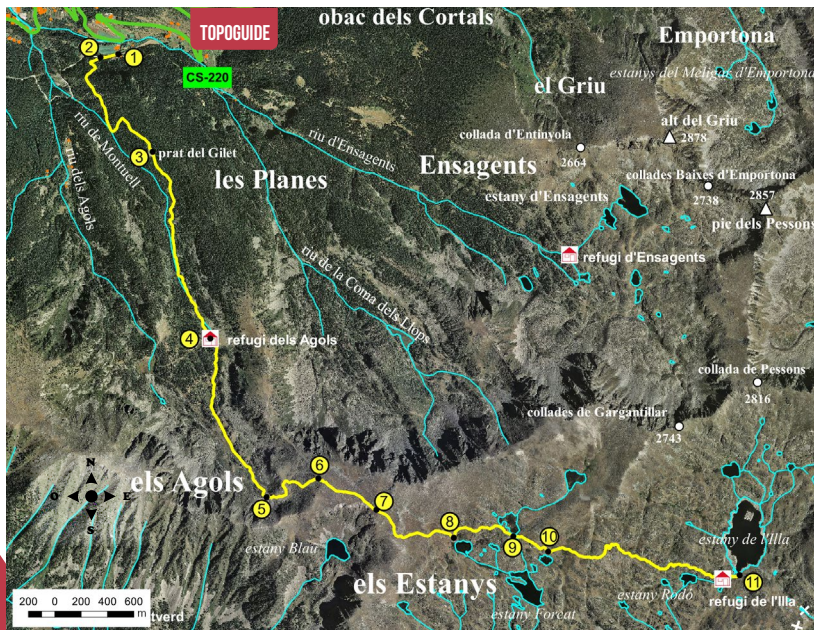 TOPOGUIDE
obac dels Cortals
Emportona
2
1
CS-220
estanys del Meligar d'Emportona
el Griu
alt del Griu
2878
collada d'Entinyola
2664
3
prat del Gilet
riu de Montuell
riu dels Agols
riu d'Ensagents
Ensagents
les Planes
collades Baixes d'Emportona
2738
2857
estany d'Ensagents
pic dels Pessons
refugi d'Ensagents
riu de la Coma dels Llops
4
refugi dels Agols
collada de Pessons
2816
collades de Gargantillar
2743
N
O
E
S
els Agols
6
5
7
8
9
10
estany Blau
estany de l'Illa
els Estanys
estany Forcat
estany Rodó
11
refugi de l'Illa
200 0 200 400 600
m
tverd